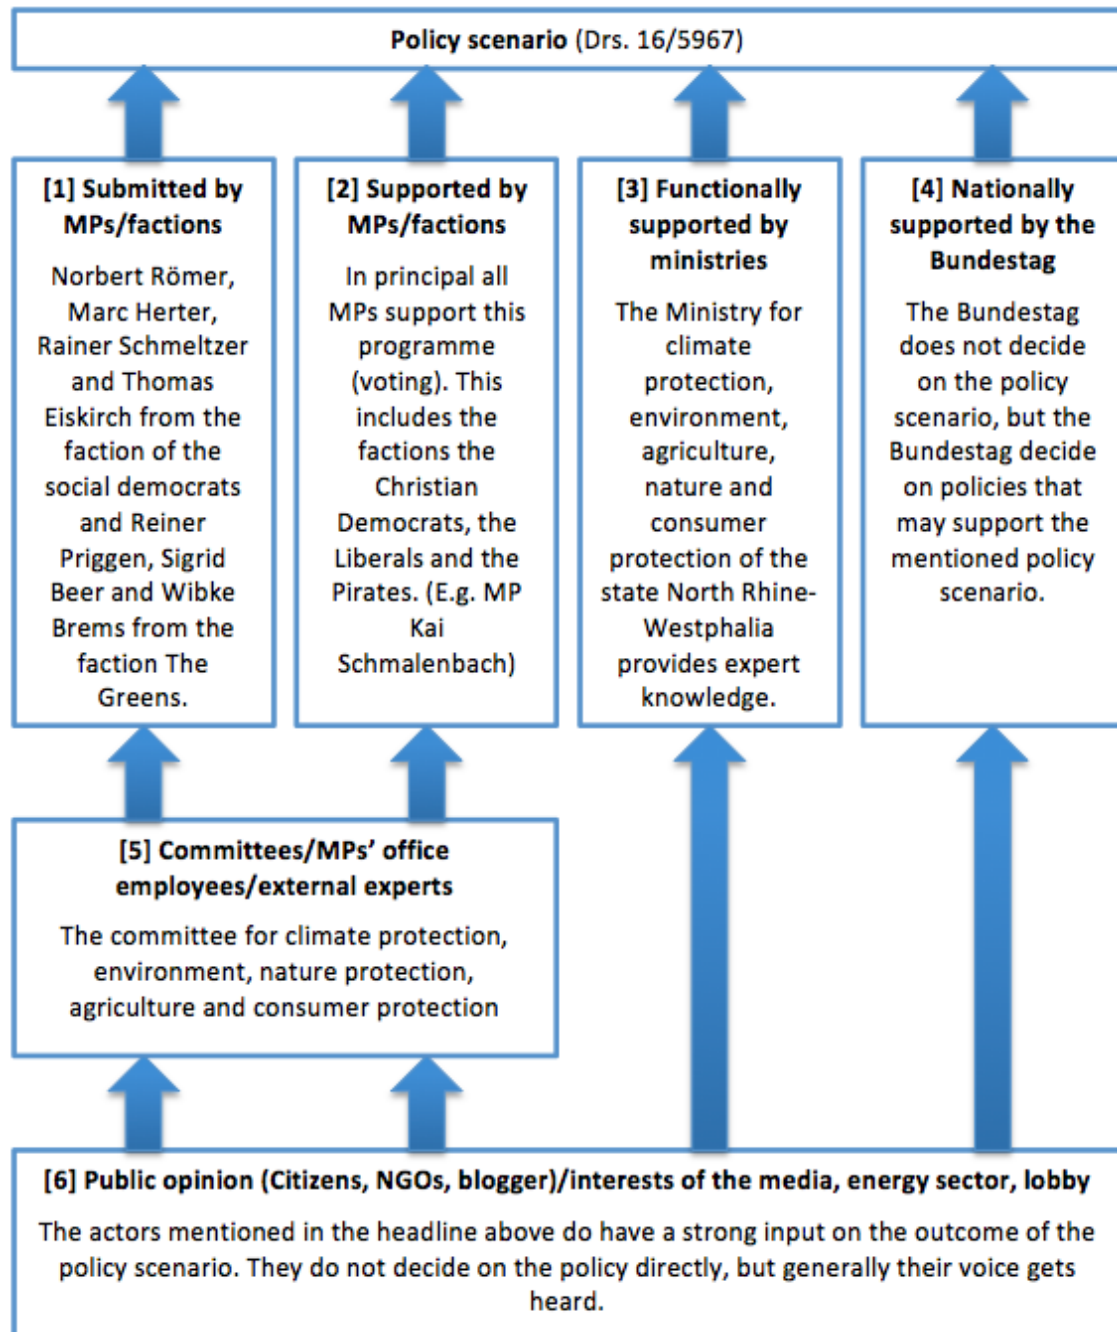 Policy scenario (Drs. 16/5967)
[1] Submitted by
MPs/factions
Norbert Römer,
Marc Herter,
Rainer Schmeltzer
and Thomas
Eiskirch from the
faction of the
social democrats
and Reiner
Priggen, Sigrid
Beer and Wibke
Brems from the
faction The
Greens.
[2] Supported by
MPs/factions
In principal all
MPs support this
programme
(voting). This
includes the
factions the
Christian
Democrats, the
Liberals and the
Pirates. (E.g. MP
Kai
Schmalenbach)
[3] Functionally
supported by
ministries
The Ministry for
climate
protection,
environment,
agriculture,
nature and
consumer
protection of the
state North Rhine-
Westphalia
provides expert
knowledge.
[4] Nationally
supported by the
Bundestag
The Bundestag
does not decide
on the policy
scenario, but the
Bundestag decide
on policies that
may support the
mentioned policy
scenario.
[5] Committees/MPs’ office
employees/external experts
The committee for climate protection,
environment, nature protection,
agriculture and consumer protection
[6] Public opinion (Citizens, NGOs, blogger)/interests of the media, energy sector, lobby
The actors mentioned in the headline above do have a strong input on the outcome of the
policy scenario. They do not decide on the policy directly, but generally their voice gets
heard.